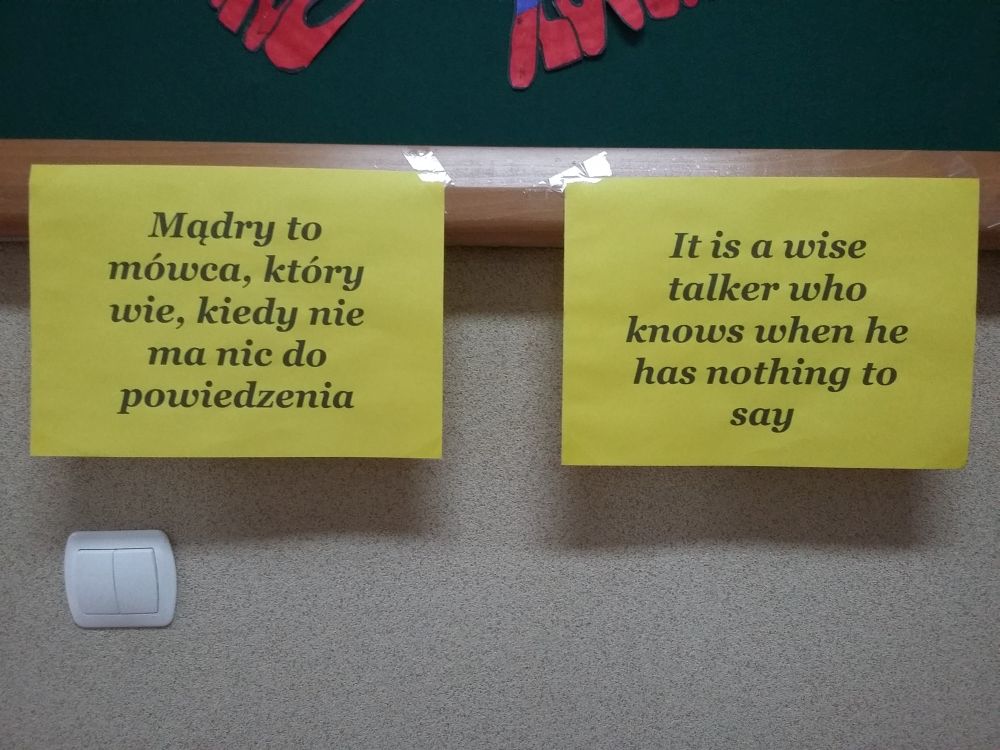 Mądry to
mówca, który
wie, kiedy nie
ma nic do
powiedzenia
It is a wise
talker who
knows when he
has nothing to
say